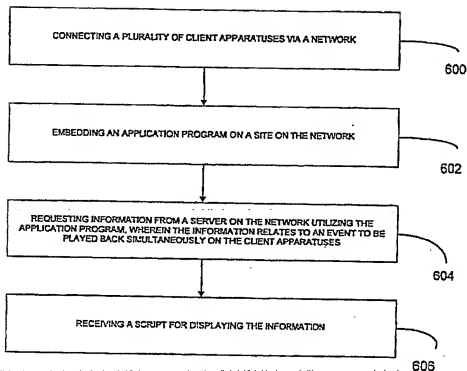 CONNECTING A PLURALITY OF CLIENT APPARATUSES VIA A NETWORK
600
EMBEDDING AN APPLICATION PROGRAM ON A SITE ON THE NETWORK
602
REQUESTING INFORMATION FROM A SERVER ON THE NETWORK UTILIZING THE
APPLICATION PROGRAM, WHEREIN THE INFORMATION RELATES TO AN EVENT TO BE
PLAYED BACK SIMULTANEOUSLY ON THE CLIENT APPARATUSES
604
RECEIVING A SCRIPT FOR DISPLAYING THE INFORMATION
606